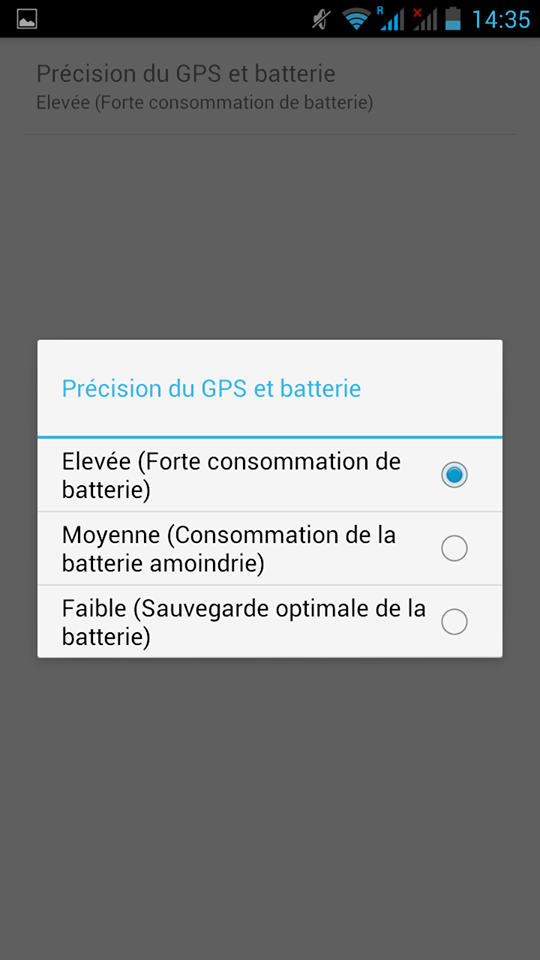 R
14:35
Précision du GPS et batterie
Elevée (Forte consommation de batterie)
Précision du GPS et batterie
Elevée (Forte consommation de
batterie)
Moyenne (Consommation de la
batterie amoindrie)
Faible (Sauvegarde optimale de la
batterie)